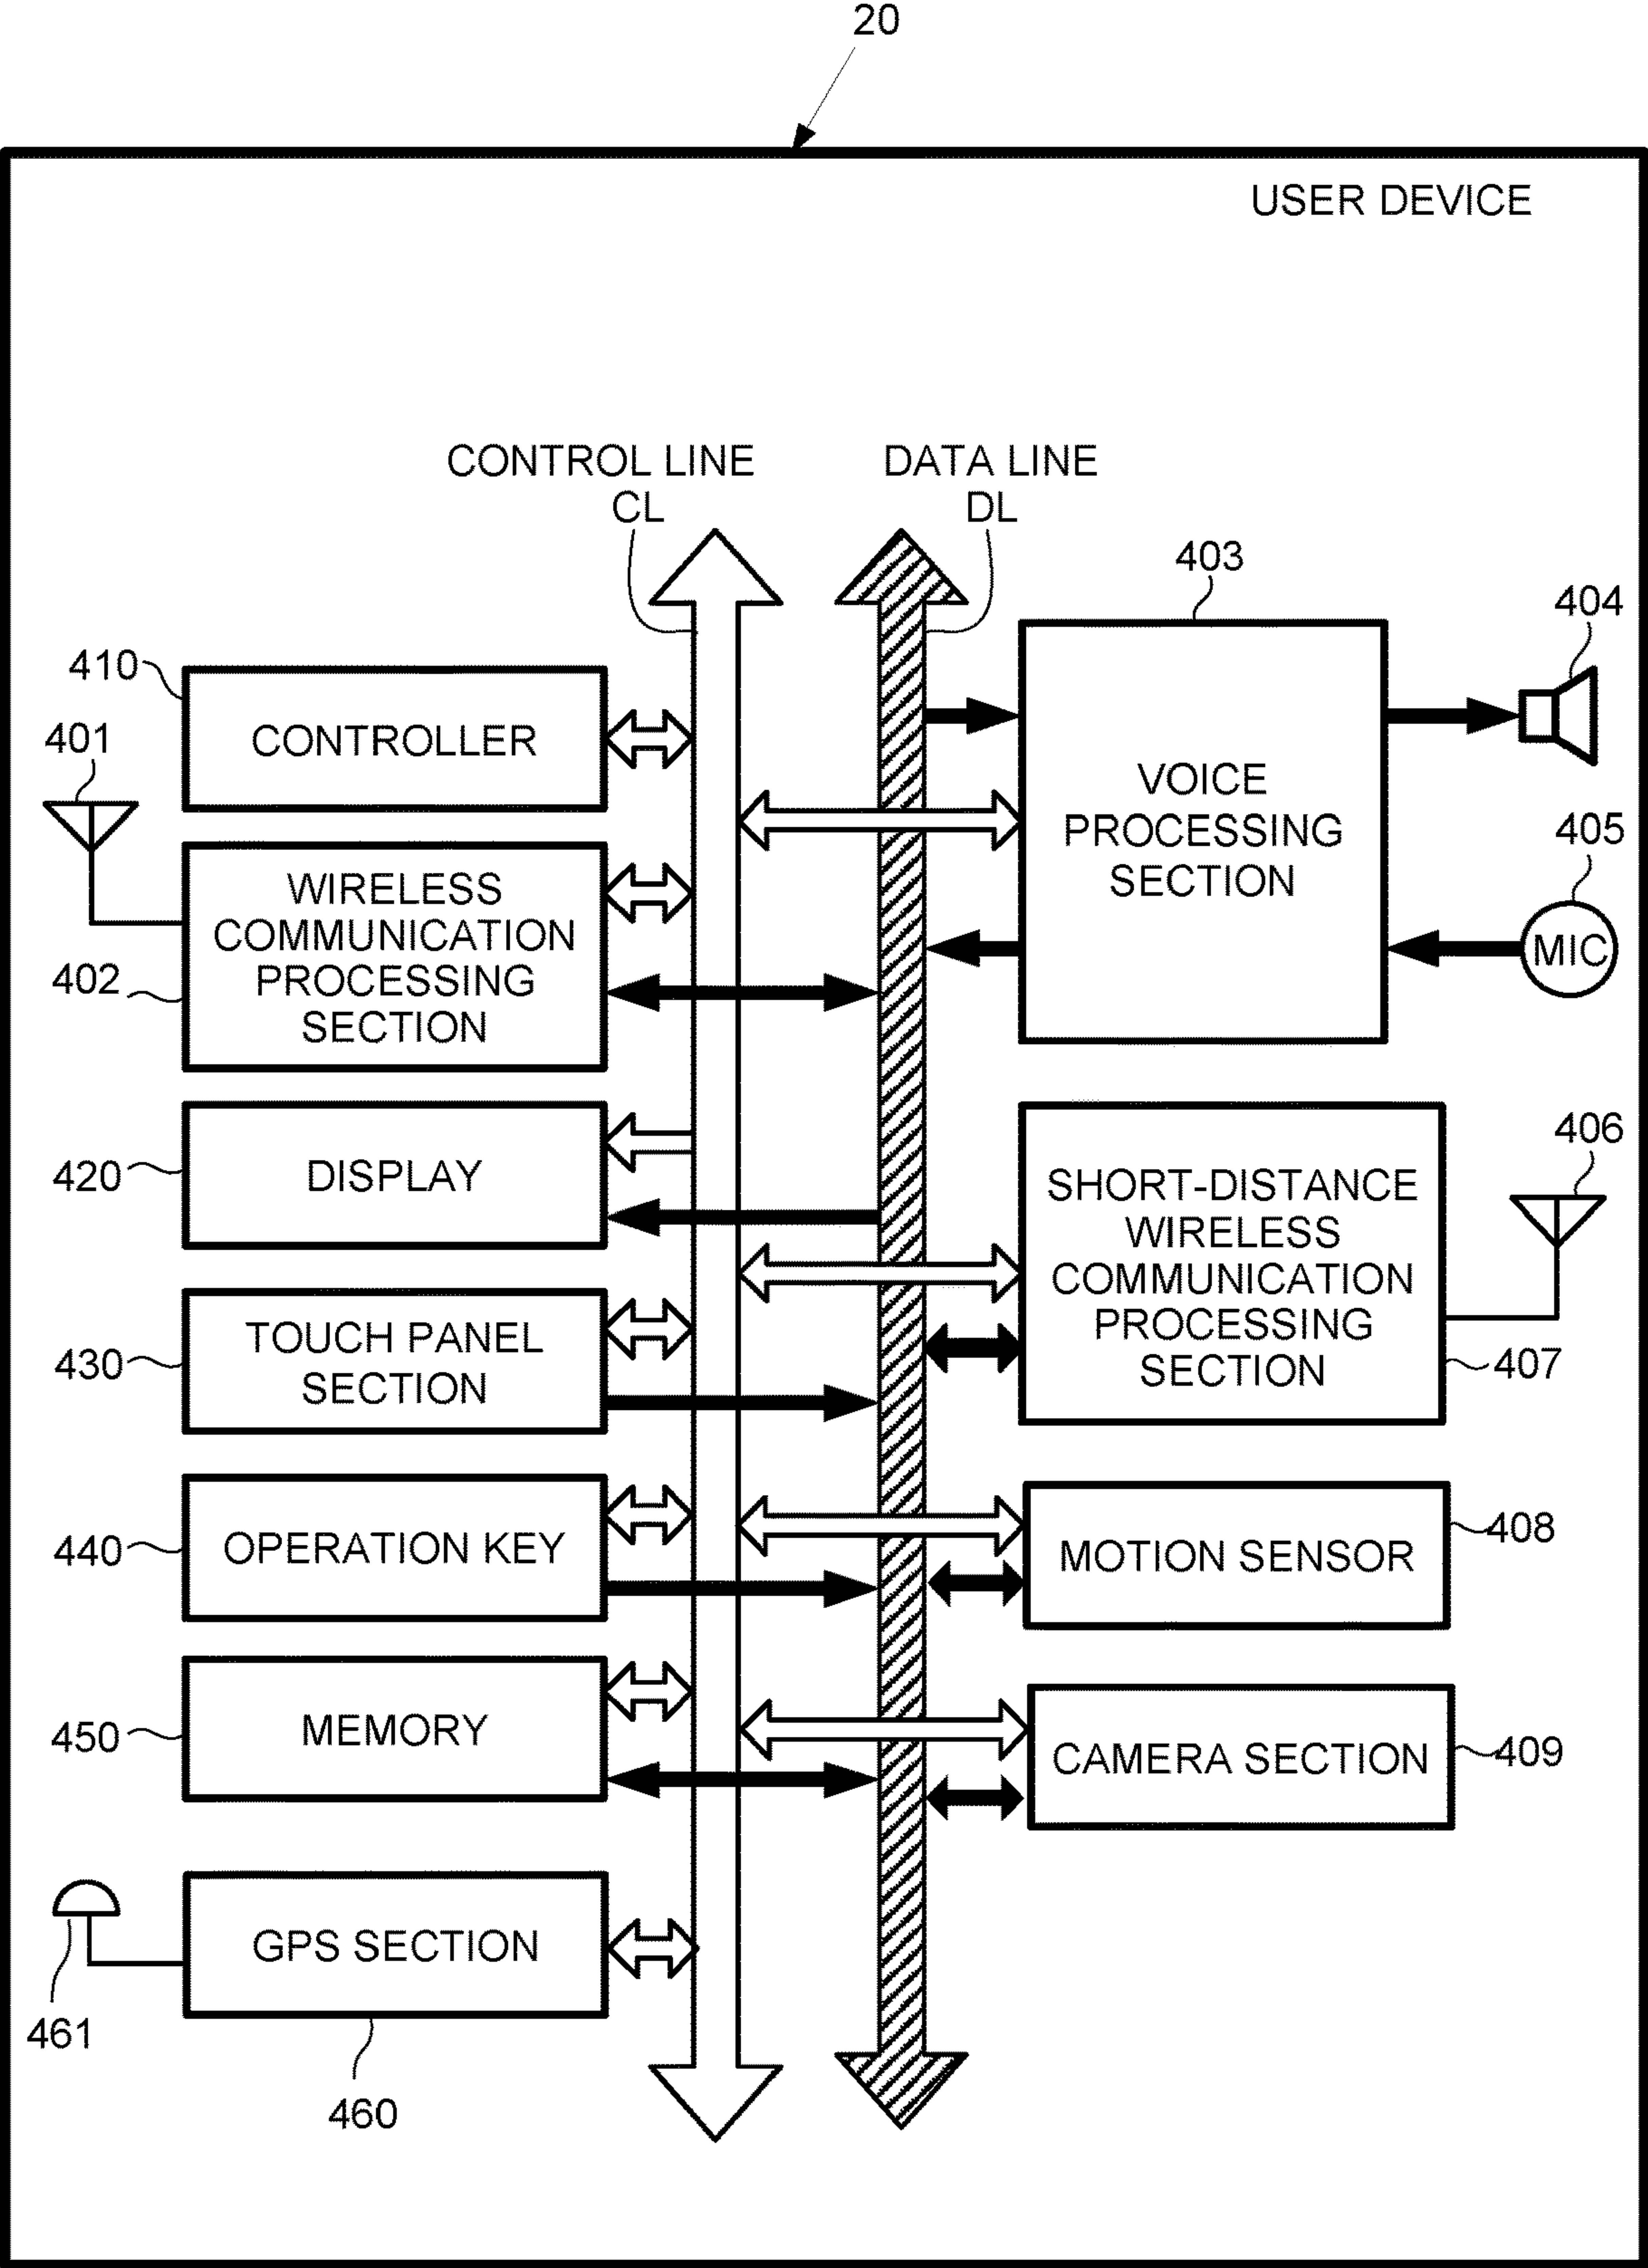 20
USER DEVICE
CONTROL LINE
CL
DATA LINE
DL
403
404
410
CONTROLLER
401
VOICE
PROCESSING
SECTION
405
MIC
WIRELESS
COMMUNICATION
PROCESSING
SECTION
402
406
DISPLAY
420
SHORT-DISTANCE
WIRELESS
COMMUNICATION
PROCESSING
SECTION
407
TOUCH PANEL
SECTION
430
OPERATION KEY
440
MOTION SENSOR
408
MEMORY
450
CAMERA SECTION
409
GPS SECTION
461
460